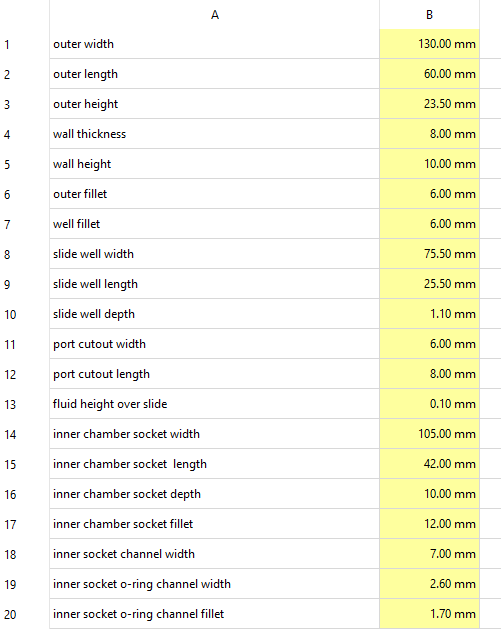 A B
1 outer width 130.00 mm
2 outer length 60.00 mm
3 outer height 23.50 mm
4 wall thickness 8.00 mm
5 wall height 10.00 mm
6 outer fillet 6.00 mm
7 well fillet 6.00 mm
8 slide well width 75.50 mm
9 slide well length 25.50 mm
10 slide well depth 1.10 mm
11 port cutout width 6.00 mm
12 port cutout length 8.00 mm
13 fluid height over slide 0.10 mm
14 inner chamber socket width 105.00 mm
15 inner chamber socket  length 42.00 mm
16 inner chamber socket depth 10.00 mm
17 inner chamber socket fillet 12.00 mm
18 inner socket channel width 7.00 mm
19 inner socket o-ring channel width 2.60 mm
20 inner socket o-ring channel fillet 1.70 mm